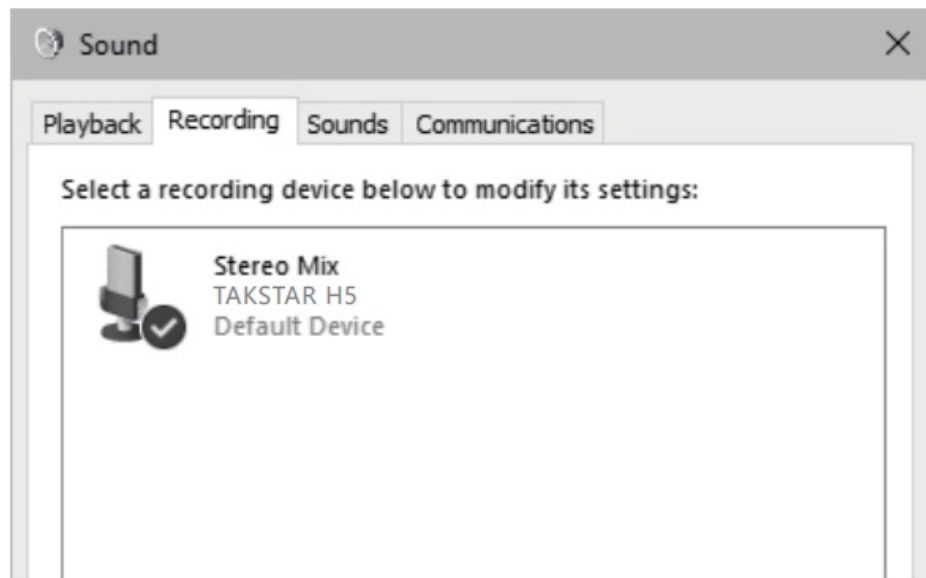 Sound
Playback Recording Sounds Communications
Select a recording device below to modify its settings:
Stereo Mix
TAKSTAR H5
Default Device